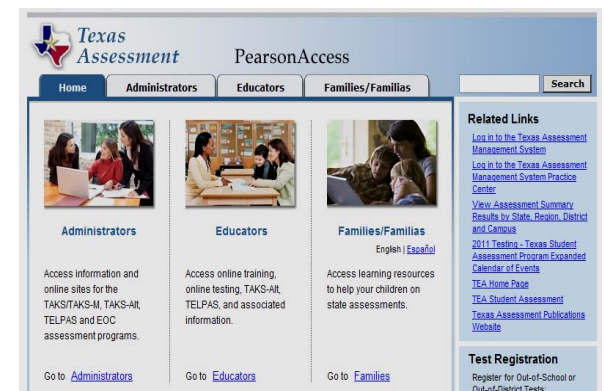 Texas
Assessment
PearsonAccess
Home
Administrators
Educators
Families/Familias
Search
Administrators
Access information and
online sites for the
TAKS/TAKS-M, TAKS-Alt,
TELPAS and EOC
assessment programs.
Go to Administrators
Educators
Access online training,
online testing, TAKS-Alt,
TELPAS, and associated
information.
Go to Educators
Families/Familias
English | Español
Access learning resources
to help your children on
state assessments.
Go to Families
Related Links
Log in to the Texas Assessment
Management System
Log in to the Texas Assessment
Management System Practice
Center
View Assessment Summary
Results by State, Region, District
and Campus
2011 Testing - Texas Student
Assessment Program Expanded
Calendar of Events
TEA Home Page
TEA Student Assessment
Texas Assessment Publications
Website
Test Registration
Register for Out-of-School or
Out-of-District Tests: